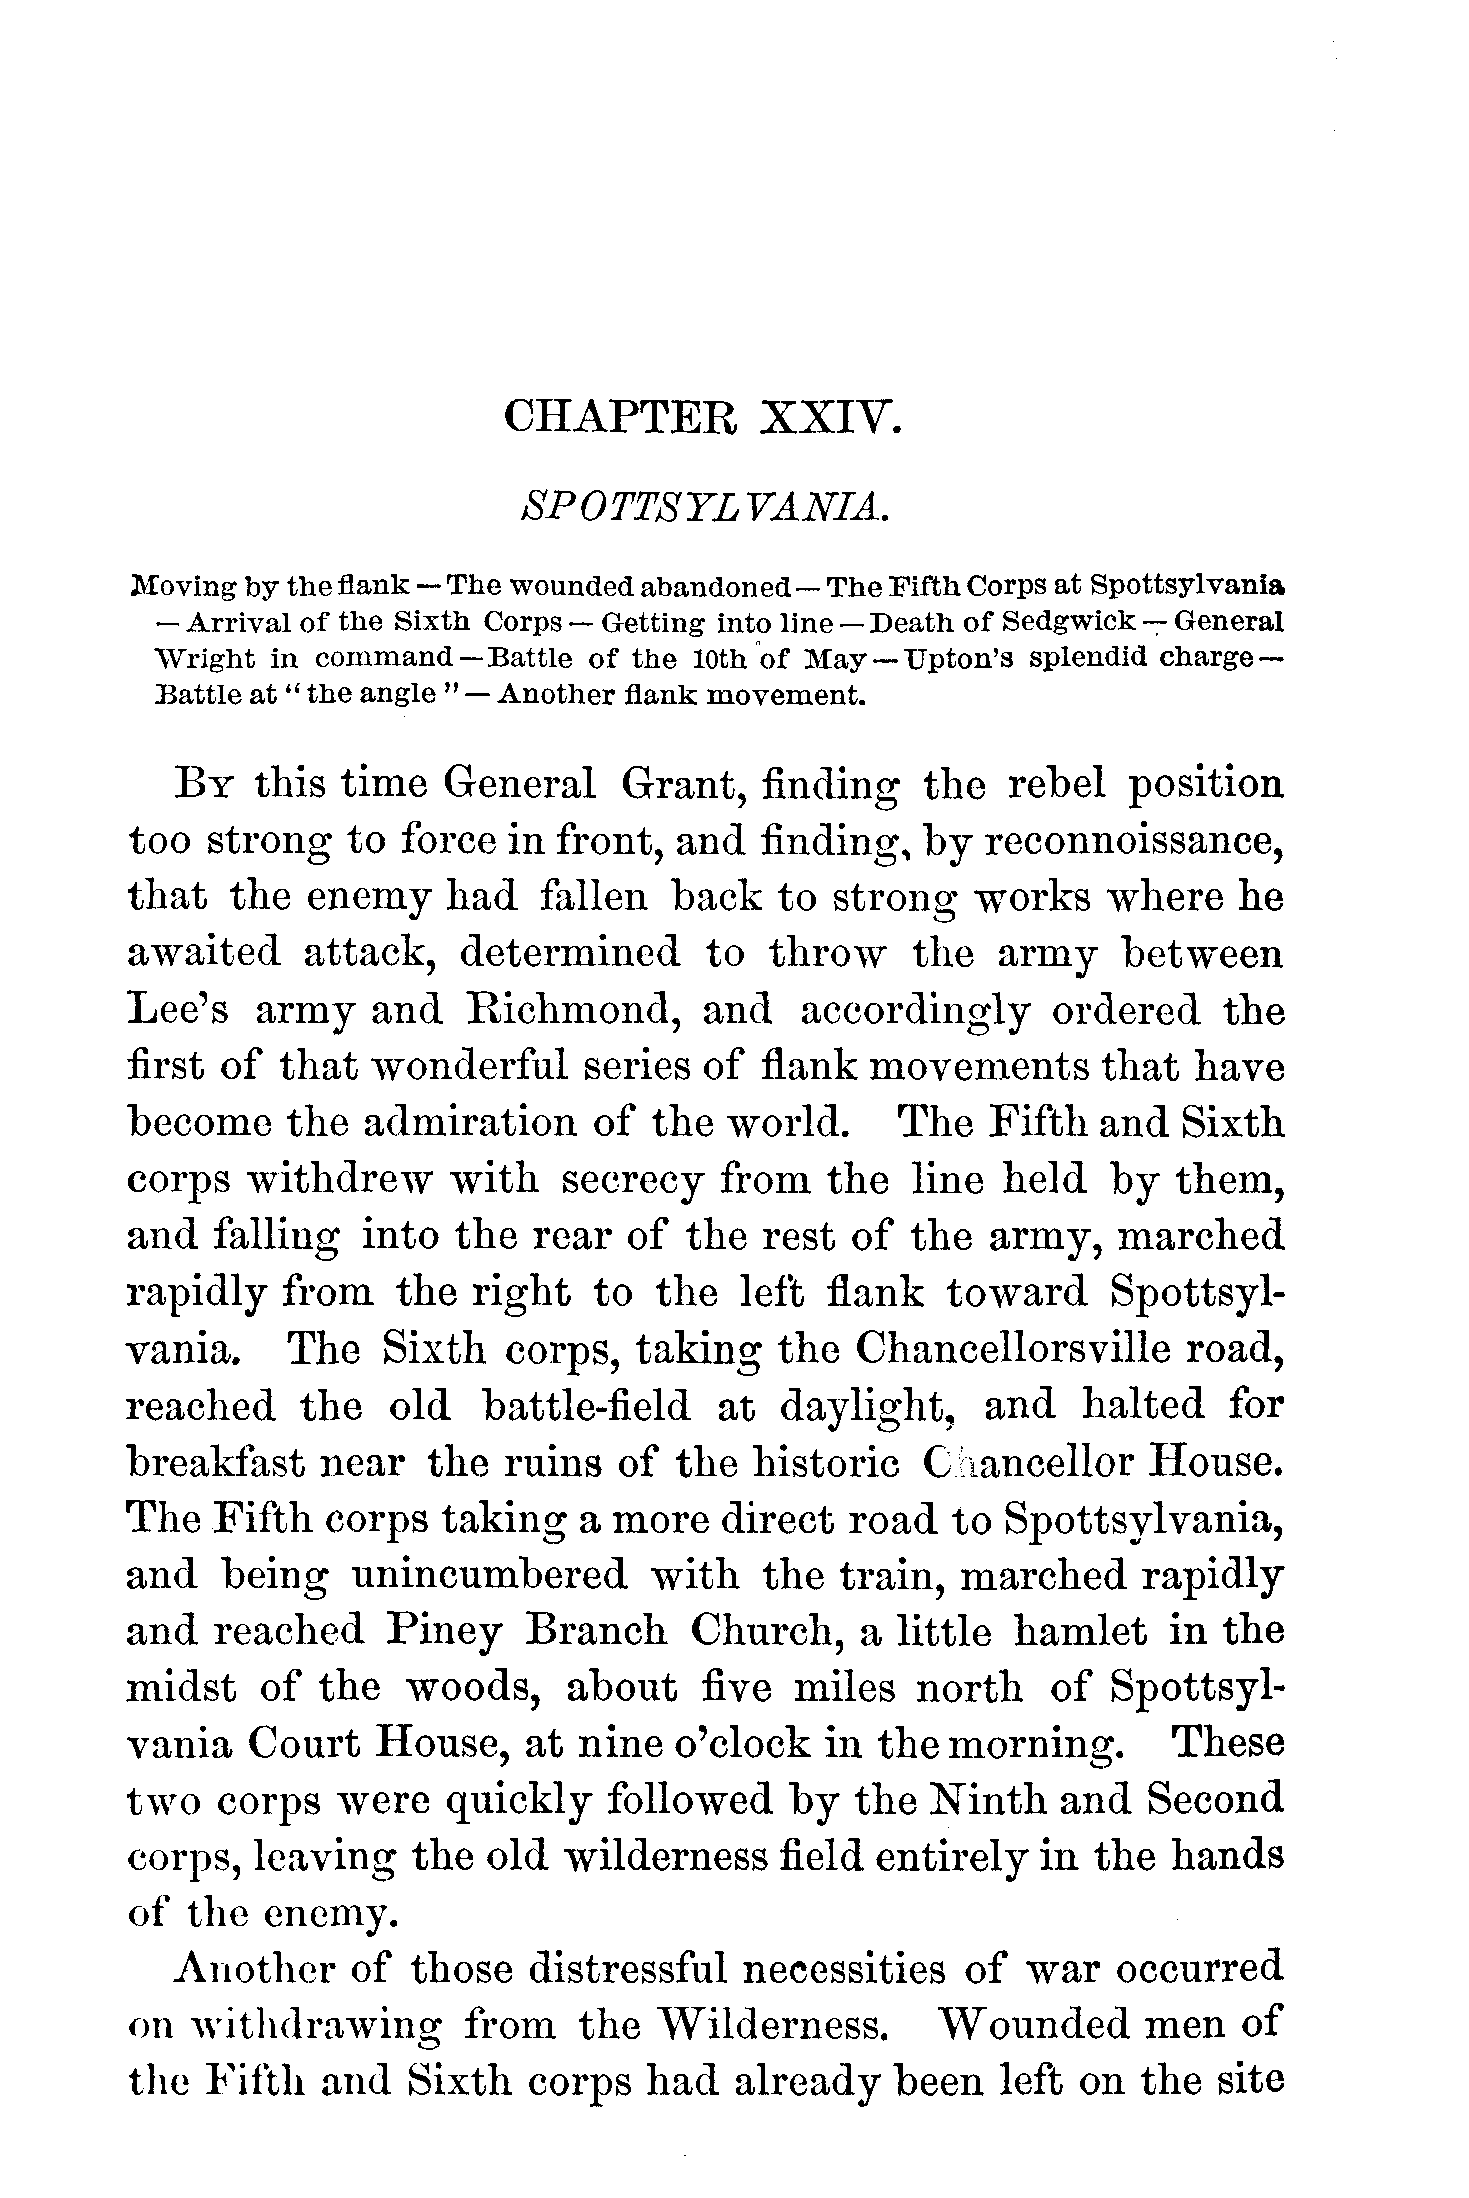 CHAPTER XXIV.
SPOTTSYLVANIA.
Moving by the flank — The wounded abandoned — The Fifth Corps at Spottsylvania
— Arrival of the Sixth Corps — Getting into line — Death of Sedgwick — General
Wright in command — Battle of the 10th of May — Upton's splendid charge —
Battle at "the angle" — Another flank movement.
By this time General Grant, finding the rebel position
too strong to force in front, and finding, by reconnoissance,
that the enemy had fallen back to strong works where he
awaited attack, determined to throw the army between
Lee's army and Richmond, and accordingly ordered the
first of that wonderful series of flank movements that have
become the admiration of the world. The Fifth and Sixth
corps withdrew with secrecy from the line held by them,
and falling into the rear of the rest of the army, marched
rapidly from the right to the left flank toward Spottsyl-
vania. The Sixth corps, taking the Chancellorsville road,
reached the old battle-field at daylight, and halted for
breakfast near the ruins of the historic Chancellor House.
The Fifth corps taking a more direct road to Spottsylvania,
and being unincumbered with the train, marched rapidly
and reached Piney Branch Church, a little hamlet in the
midst of the woods, about five miles north of Spottsyl-
vania Court House, at nine o'clock in the morning. These
two corps were quickly followed by the Ninth and Second
corps, leaving the old wilderness field entirely in the hands
of the enemy.
Another of those distressful necessities of war occurred
on withdrawing from the Wilderness. Wounded men of
the Fifth and Sixth corps had already been left on the site